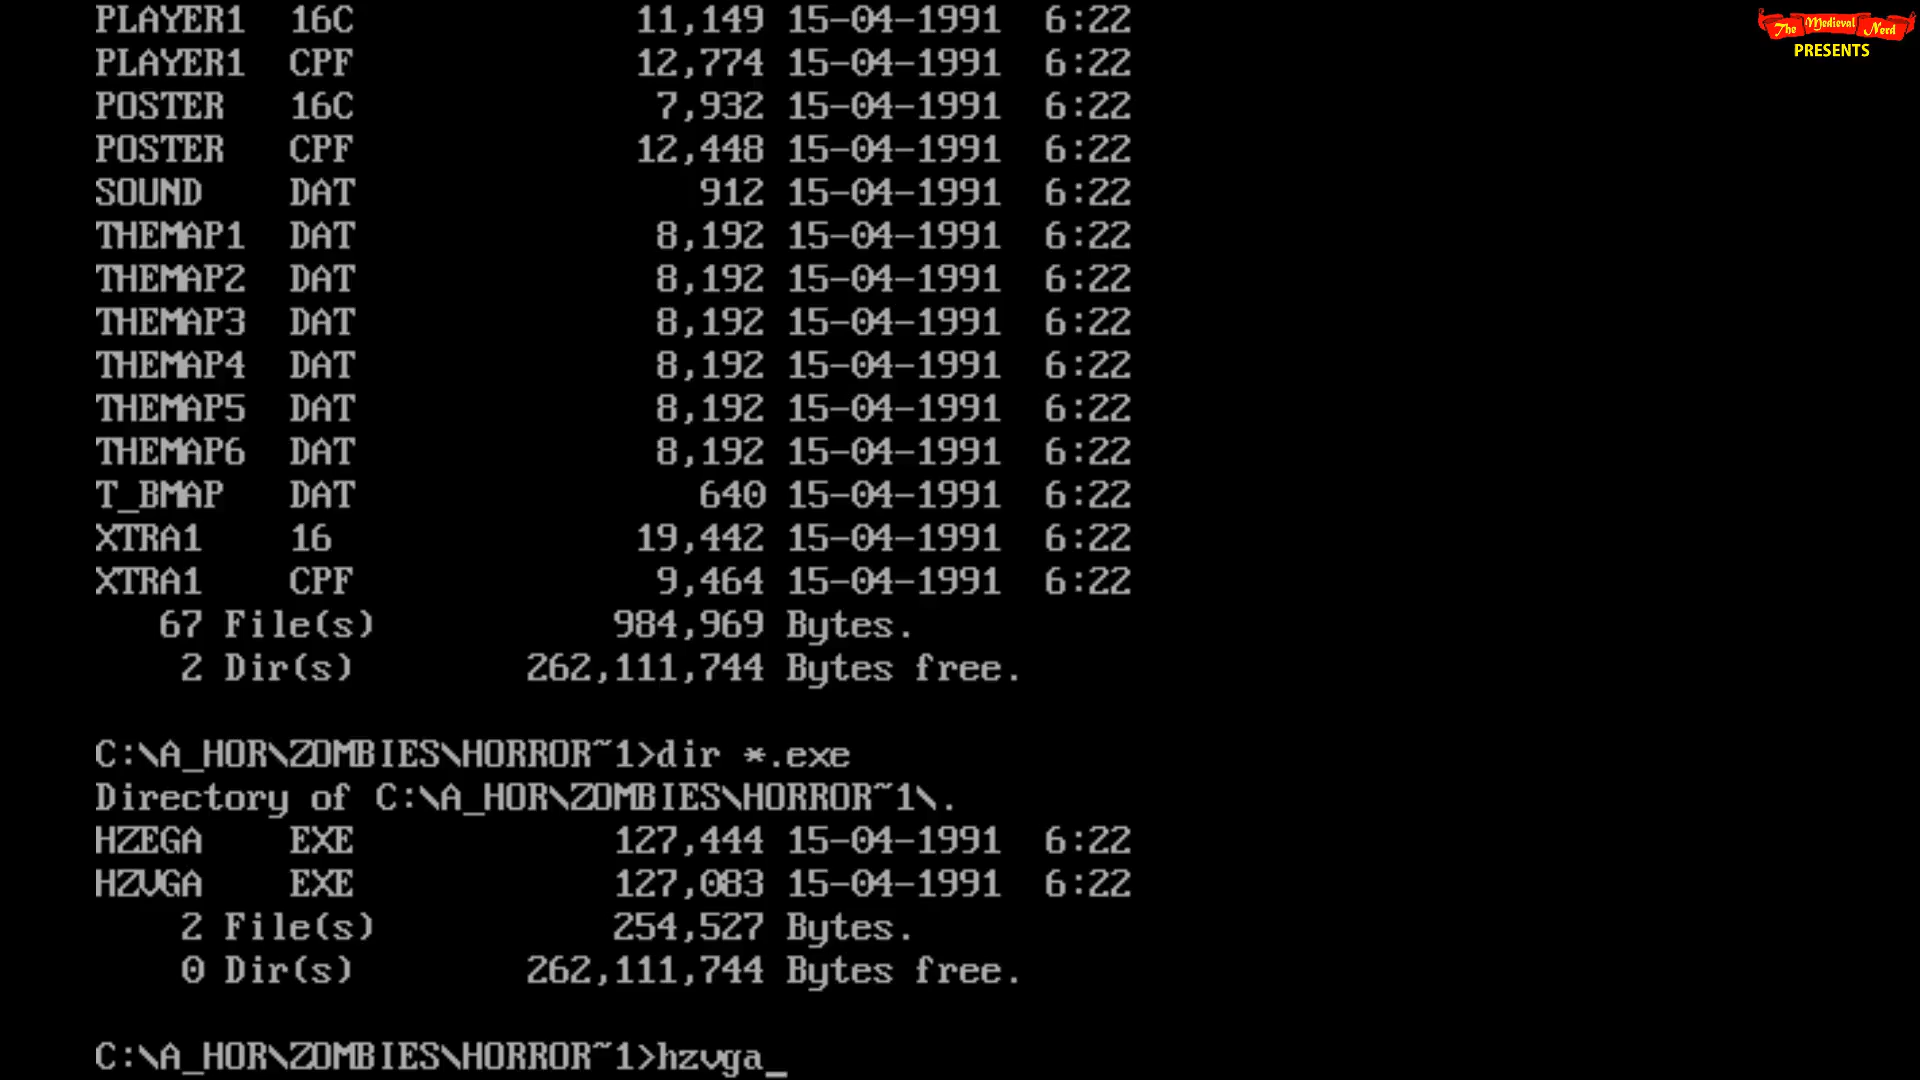 PLAYER1 16C 11,149 15-04-1991 6:22
PLAYER1 CPF 12,774 15-04-1991 6:22
POSTER 16C 7,932 15-04-1991 6:22
POSTER CPF 12,448 15-04-1991 6:22
SOUND DAT 912 15-04-1991 6:22
THEMAP1 DAT 8,192 15-04-1991 6:22
THEMAP2 DAT 8,192 15-04-1991 6:22
THEMAP3 DAT 8,192 15-04-1991 6:22
THEMAP4 DAT 8,192 15-04-1991 6:22
THEMAP5 DAT 8,192 15-04-1991 6:22
THEMAP6 DAT 8,192 15-04-1991 6:22
T_BMAP DAT 640 15-04-1991 6:22
XTRA1 16 19,442 15-04-1991 6:22
XTRA1 CPF 9,464 15-04-1991 6:22
67 File(s) 984,969 Bytes.
2 Dir(s) 262,111,744 Bytes free.
C:\A_HOR\ZOMBIES\HORROR~1>dir *.exe
Directory of C:\A_HOR\ZOMBIES\HORROR~1\.
HZEGA EXE 127,444 15-04-1991 6:22
HZVGA EXE 127,083 15-04-1991 6:22
2 File(s) 254,527 Bytes.
0 Dir(s) 262,111,744 Bytes free.
C:\A_HOR\ZOMBIES\HORROR~1>hzvga_
The Medieval Nerd
PRESENTS